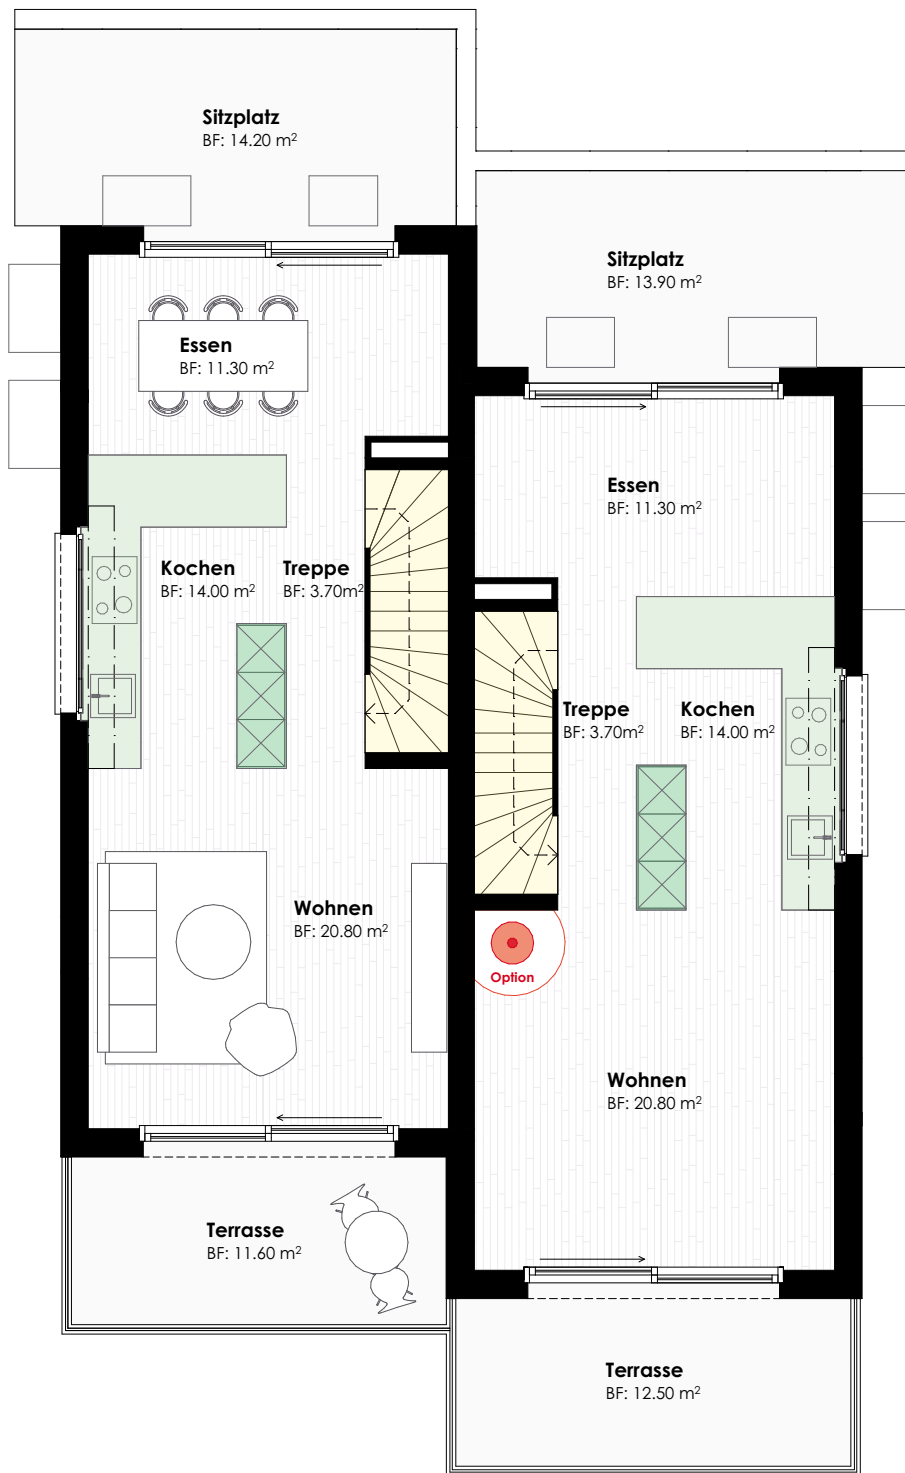 Sitzplatz
BF: 14.20 m²
Sitzplatz
BF: 13.90 m²
Essen
BF: 11.30 m²
Essen
BF: 11.30 m²
Kochen
BF: 14.00 m²
Treppe
BF: 3.70m²
Treppe
BF: 3.70m²
Kochen
BF: 14.00 m²
Wohnen
BF: 20.80 m²
Option
Wohnen
BF: 20.80 m²
Terrasse
BF: 11.60 m²
Terrasse
BF: 12.50 m²